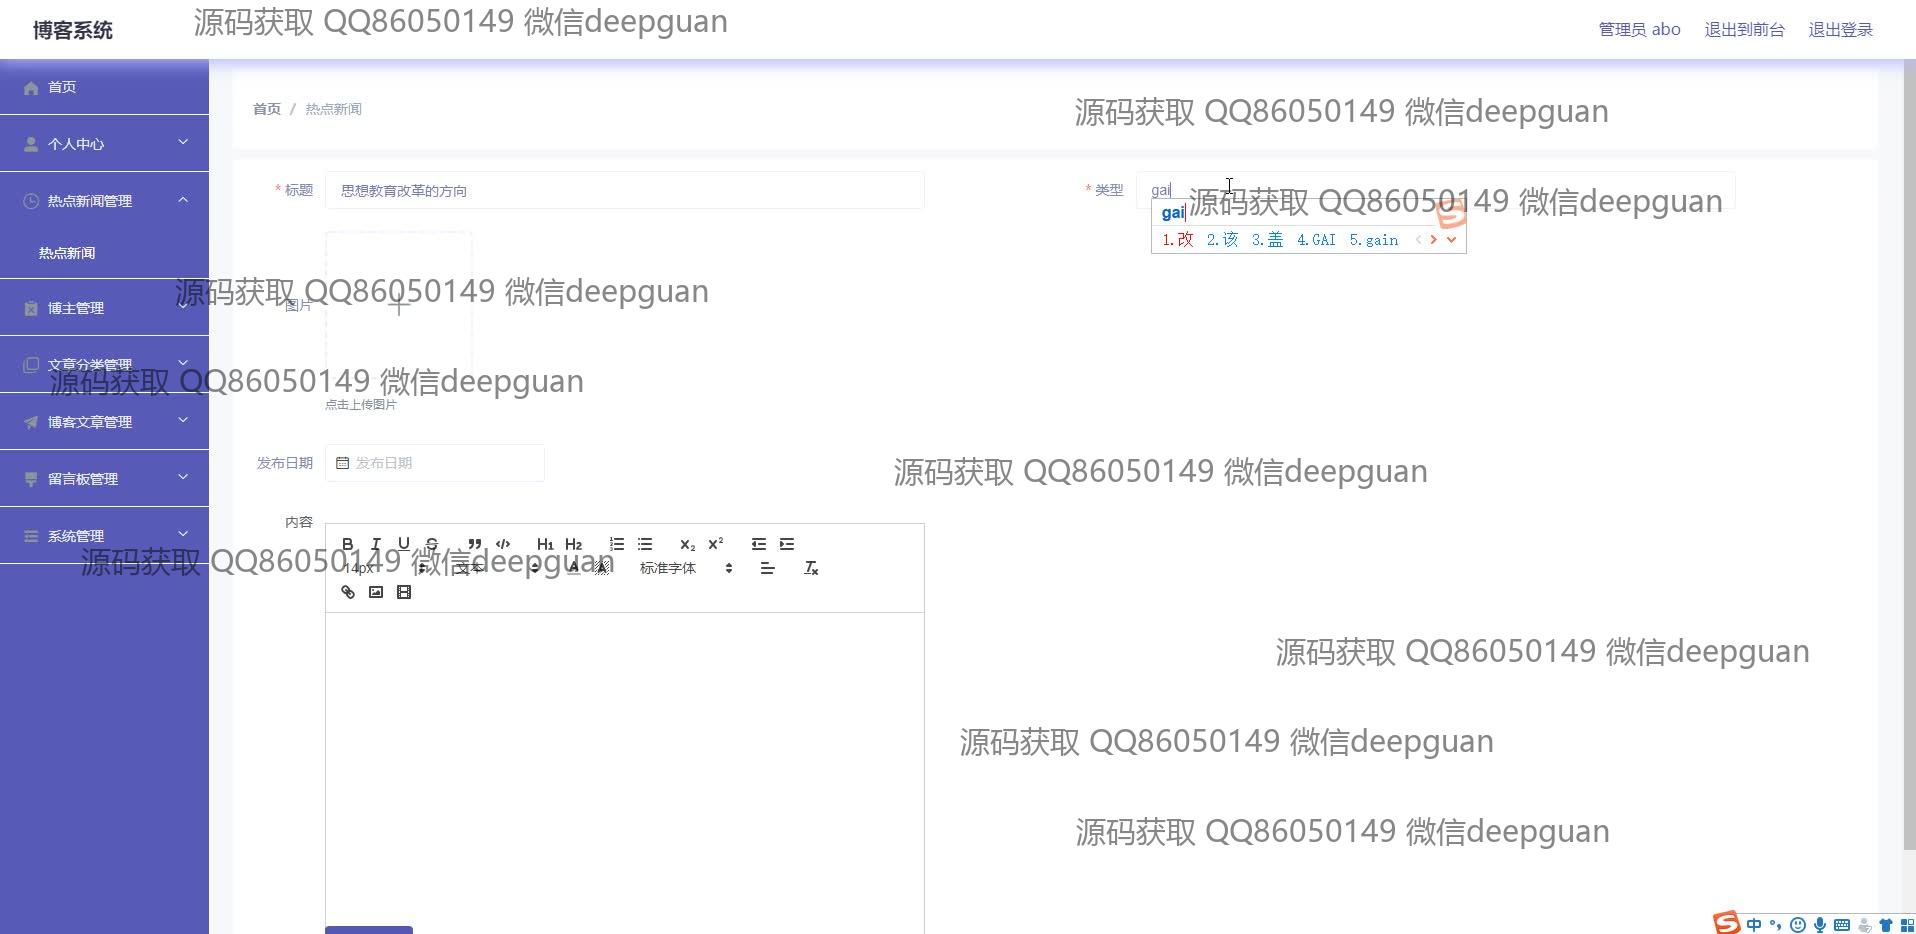 博客系统
源码获取 QQ86050149 微信deepguan
管理员 abo
退出到前台
退出登录
首页
个人中心
热点新闻管理
热点新闻
博主管理
文章分类管理
博客文章管理
留言板管理
系统管理
首页 / 热点新闻
源码获取 QQ86050149 微信deepguan
* 标题
思想教育改革的方向
* 类型
gai
源码获取 QQ86050149 微信deepguan
gai
1.改 2.该 3.盖 4.GAI 5.gain
源码获取 QQ86050149 微信deepguan
图片
源码获取 QQ86050149 微信deepguan
点击上传图片
发布日期
发布日期
源码获取 QQ86050149 微信deepguan
内容
B I U S H1 H2 X2 X2
源码获取 QQ86050149 微信deepguan
14px 文本 A A 标准字体 Tx
源码获取 QQ86050149 微信deepguan
源码获取 QQ86050149 微信deepguan
源码获取 QQ86050149 微信deepguan
S 中